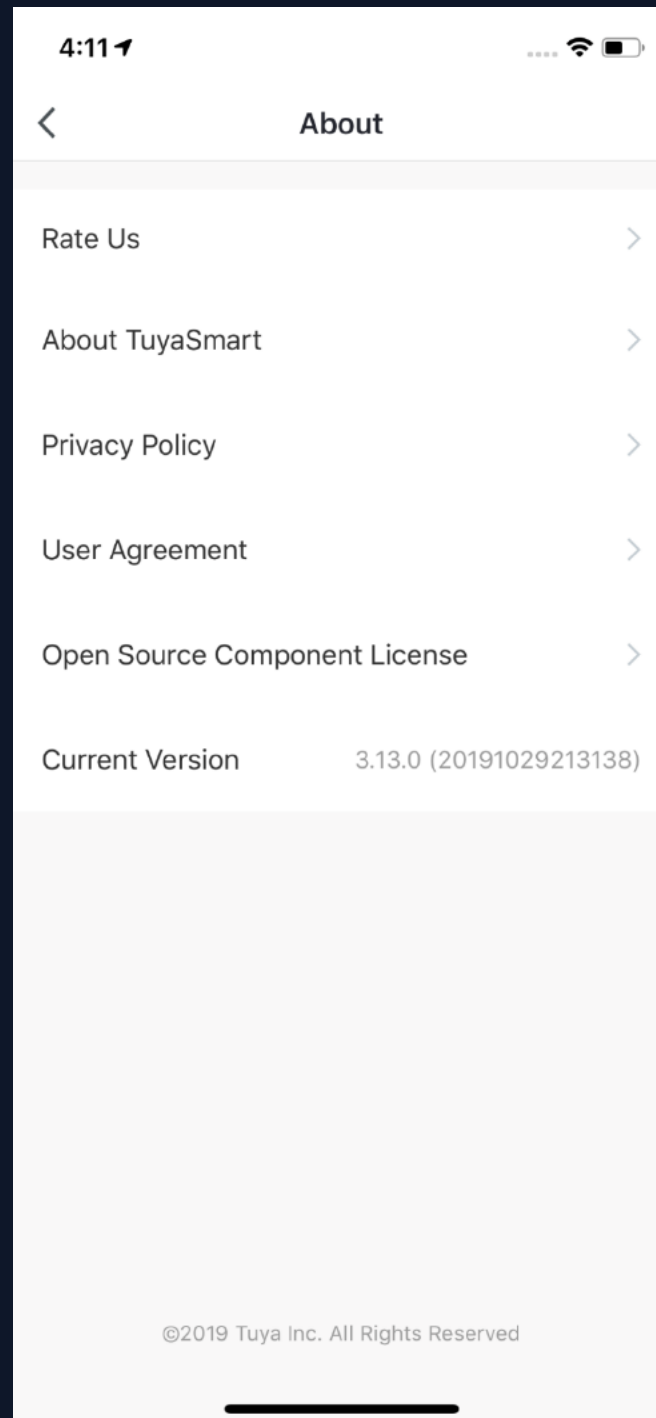 4:11
About
Rate Us
About TuyaSmart
Privacy Policy
User Agreement
Open Source Component License
Current Version 3.13.0 (20191029213138)
©2019 Tuya Inc. All Rights Reserved